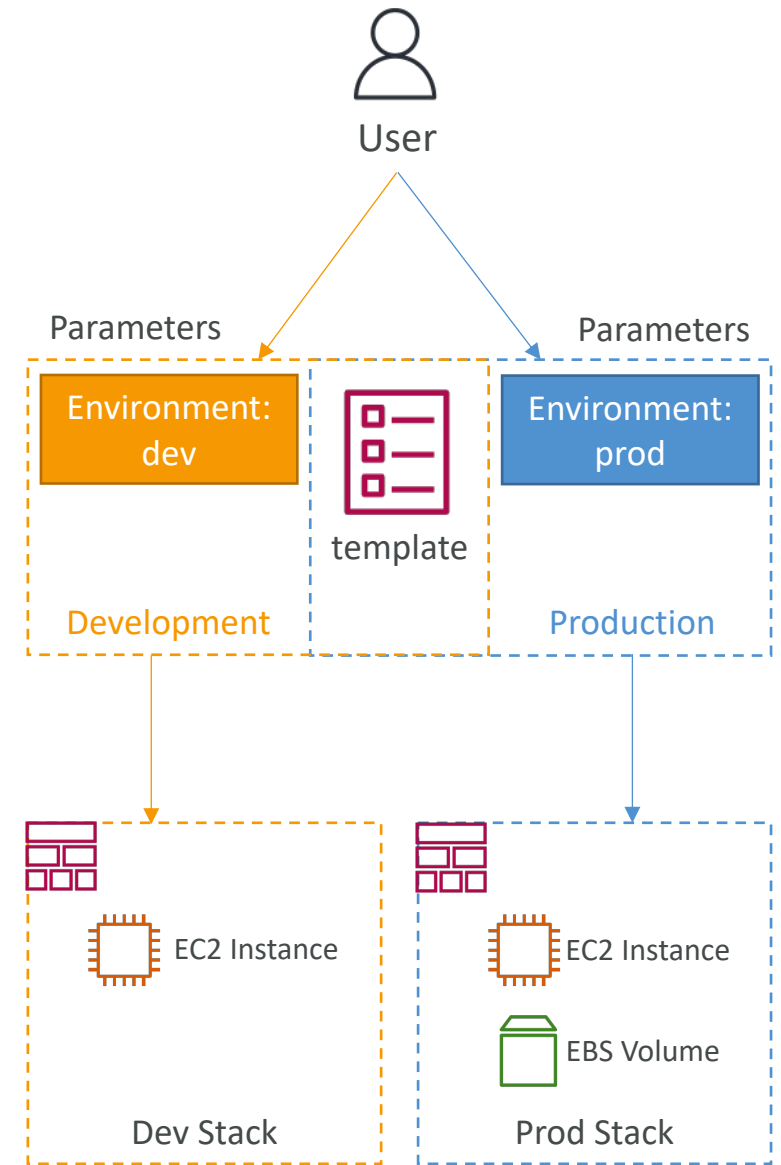 User
Parameters
Parameters
Environment:
dev
template
Environment:
prod
Development
Production
EC2 Instance
Dev Stack
EC2 Instance
EBS Volume
Prod Stack